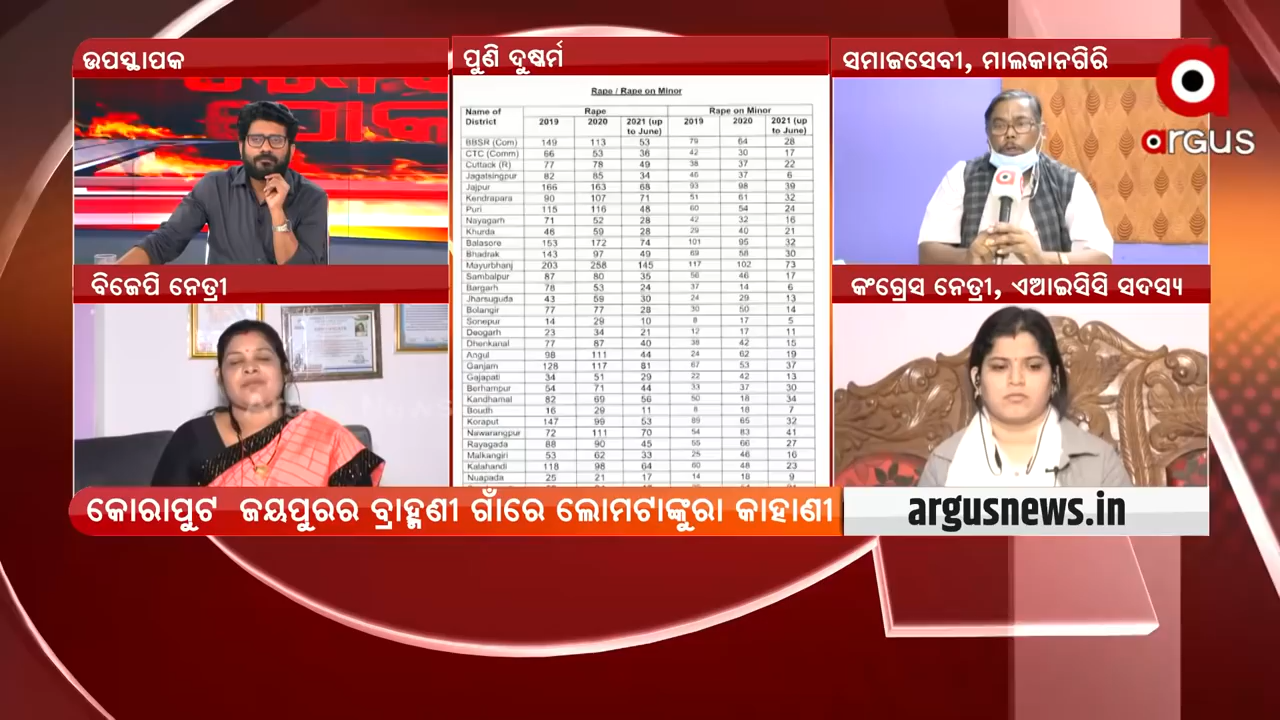 ଉପସ୍ଥାପକ
ପୁଣି ଦୁଷ୍କର୍ମ
ସମାଜସେବୀ, ମାଲକାନଗିରି
argus
Rape / Rape on Minor
Name of District Rape Rape on Minor
2019 2020 2021 (up to June) 2019 2020 2021 (up to June)
BBSR (Com) 149 113 53 79 64 28
CTC (Comm) 66 53 36 42 30 17
Cuttack (R) 77 78 49 38 37 22
Jagatsingpur 82 85 34 46 37 6
Jajpur 166 163 68 93 98 39
Kendrapara 90 107 71 51 61 32
Puri 115 116 48 60 54 24
Nayagarh 71 52 28 42 32 16
Khurda 46 59 28 29 40 21
Balasore 153 172 74 101 95 32
Bhadrak 143 97 49 69 58 30
Mayurbhanj 203 258 145 117 102 73
Sambalpur 87 80 35 56 46 17
Bargarh 78 53 24 37 14 6
Jharsuguda 43 59 30 24 29 13
Bolangir 77 77 28 30 50 14
Sonepur 14 29 10 8 17 5
Deogarh 23 34 21 12 17 11
Dhenkanal 77 87 40 38 42 15
Angul 98 111 44 24 62 19
Ganjam 128 117 81 67 53 37
Gajapati 34 51 29 22 42 13
Berhampur 54 71 44 33 37 30
Kandhamal 82 69 56 50 18 34
Boudh 16 29 11 8 18 7
Koraput 147 99 53 89 65 32
Nawarangpur 72 111 70 54 83 41
Rayagada 88 90 45 55 66 27
Malkangiri 53 62 33 25 46 16
Kalahandi 118 98 64 60 48 23
Nuapada 25 21 17 14 18 9
ବିଜେପି ନେତ୍ରୀ
କଂଗ୍ରେସ ନେତ୍ରୀ, ଏଆଇସିସି ସଦସ୍ୟ
କୋରାପୁଟ ଜୟପୁରର ବ୍ରାହ୍ମଣୀ ଗାଁରେ ଲୋମଟାଙ୍କୁରା କାହାଣୀ
argusnews.in